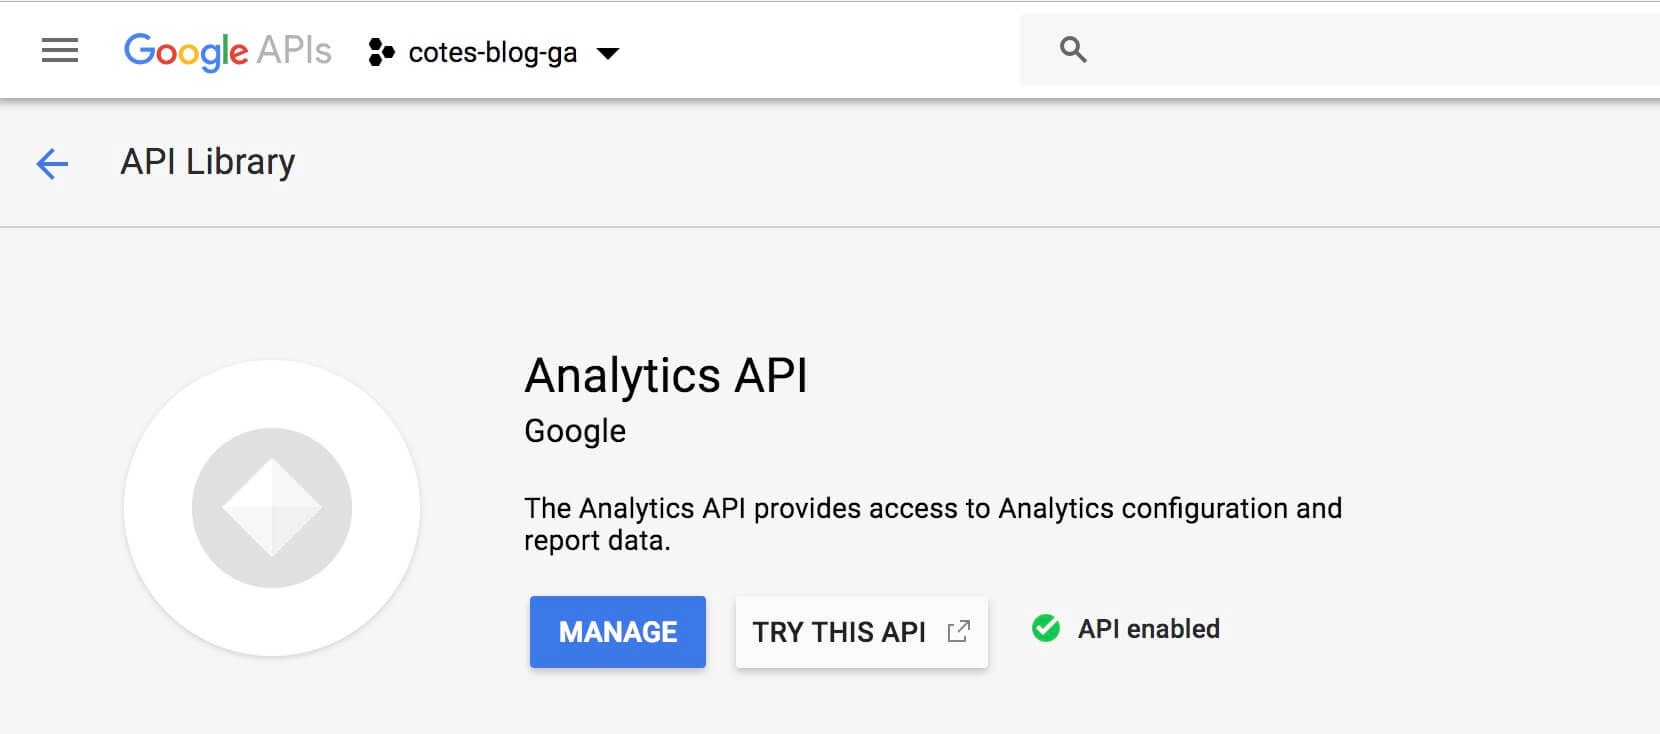 Google APIs cotes-blog-ga
API Library
Analytics API
Google
The Analytics API provides access to Analytics configuration and
report data.
MANAGE TRY THIS API API enabled